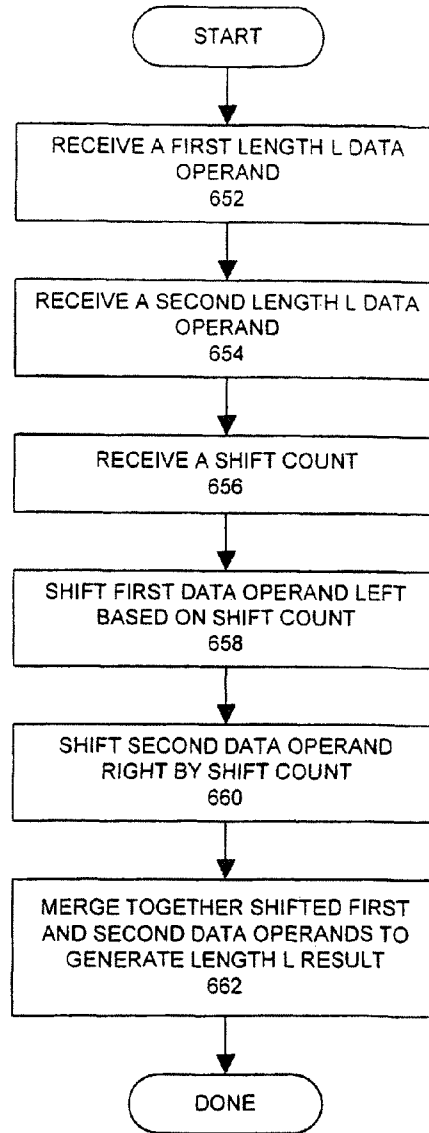 START
RECEIVE A FIRST LENGTH L DATA
OPERAND
652
RECEIVE A SECOND LENGTH L DATA
OPERAND
654
RECEIVE A SHIFT COUNT
656
SHIFT FIRST DATA OPERAND LEFT
BASED ON SHIFT COUNT
658
SHIFT SECOND DATA OPERAND
RIGHT BY SHIFT COUNT
660
MERGE TOGETHER SHIFTED FIRST
AND SECOND DATA OPERANDS TO
GENERATE LENGTH L RESULT
662
DONE